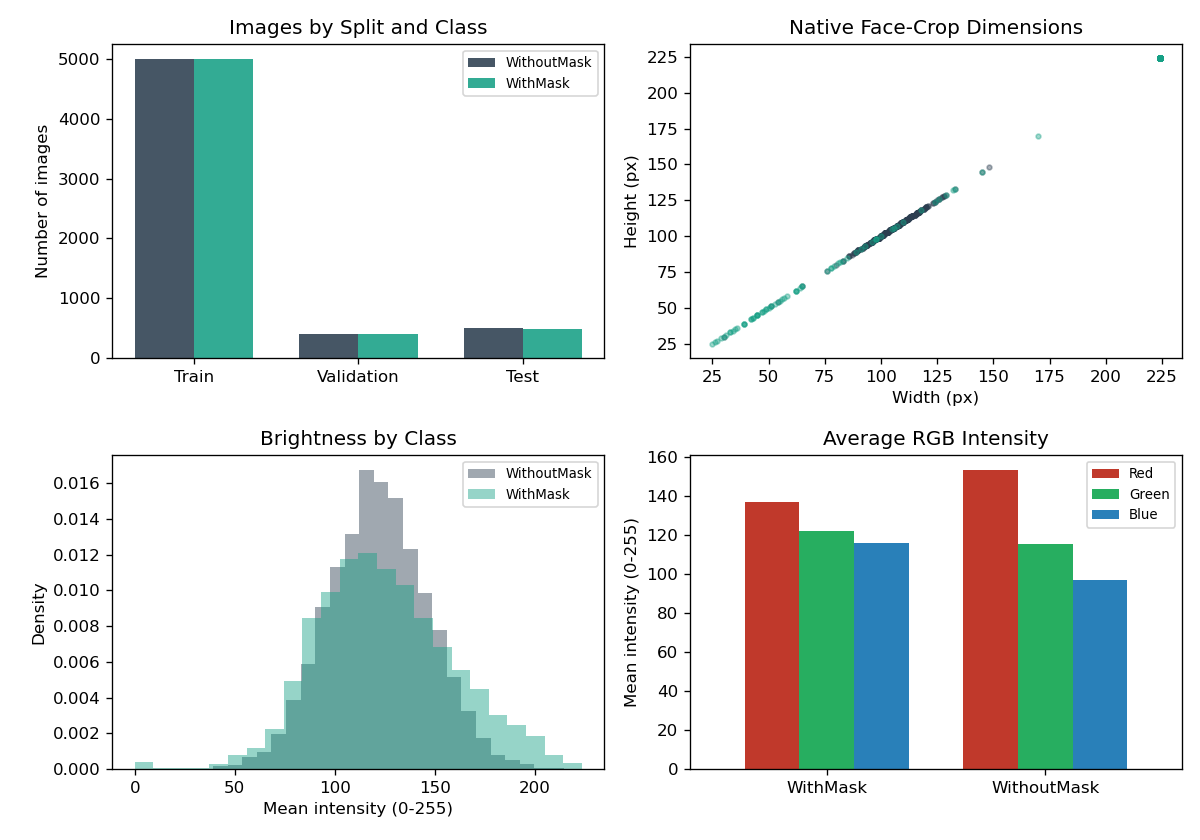 Images by Split and Class
Number of images
5000
4000
3000
2000
1000
0
WithoutMask
WithMask
Train Validation Test
Native Face-Crop Dimensions
Height (px)
225
200
175
150
125
100
75
50
25
25 50 75 100 125 150 175 200 225
Width (px)
Brightness by Class
Density
0.016
0.014
0.012
0.010
0.008
0.006
0.004
0.002
0.000
WithoutMask
WithMask
0 50 100 150 200
Mean intensity (0-255)
Average RGB Intensity
Mean intensity (0-255)
160
140
120
100
80
60
40
20
0
Red
Green
Blue
WithMask WithoutMask